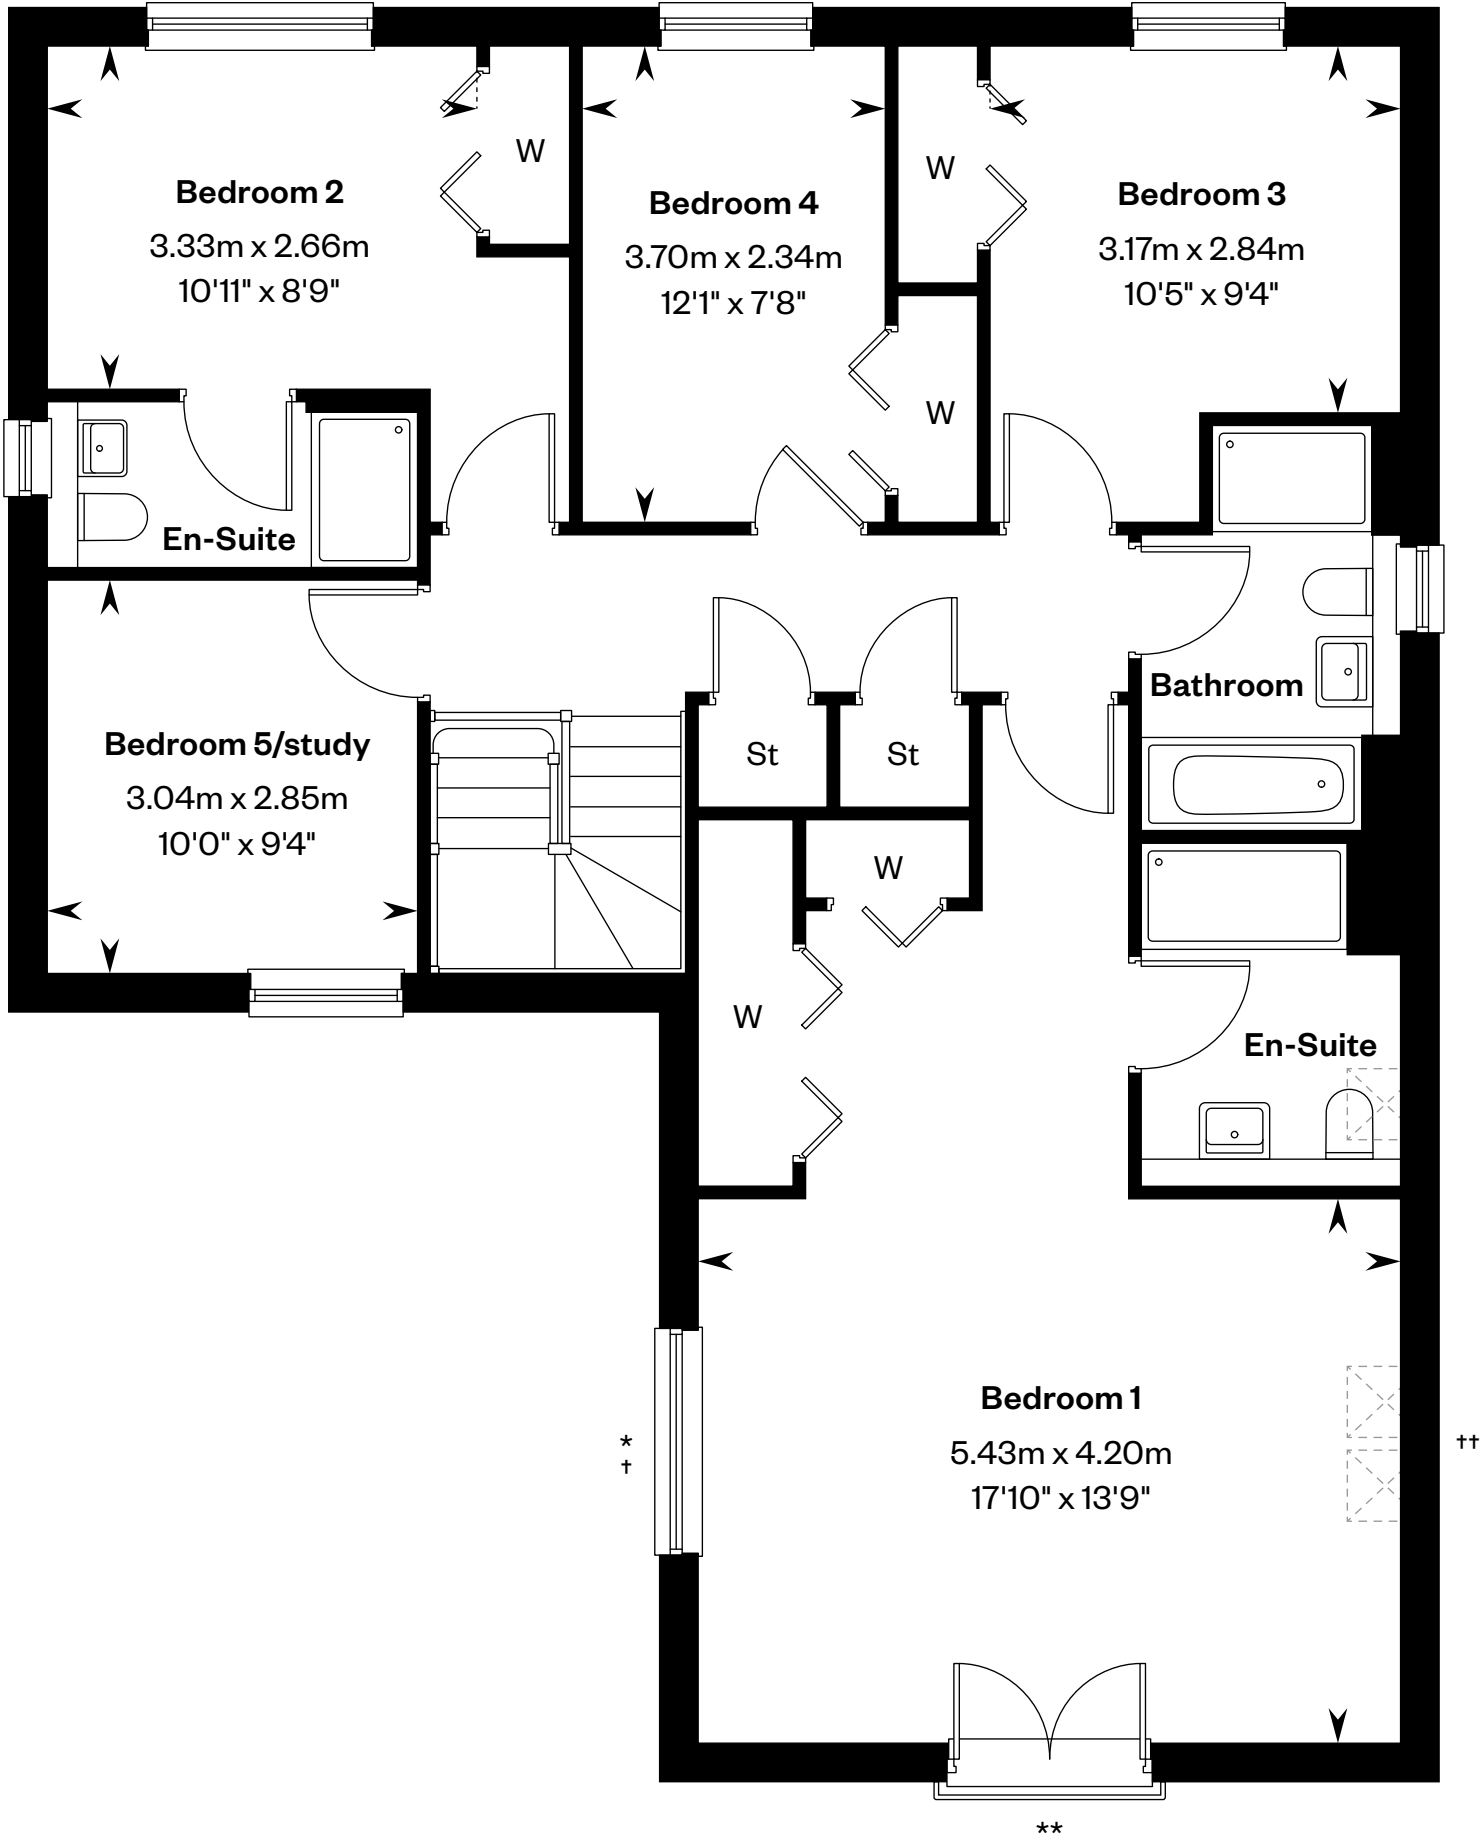 W
Bedroom 2
3.33m x 2.66m
10'11" x 8'9"
Bedroom 4
3.70m x 2.34m
12'1" x 7'8"
W
Bedroom 3
3.17m x 2.84m
10'5" x 9'4"
W
En-Suite
Bedroom 5/study
3.04m x 2.85m
10'0" x 9'4"
St
St
Bathroom
W
W
En-Suite
Bedroom 1
5.43m x 4.20m
17'10" x 13'9"
*
†
††
**